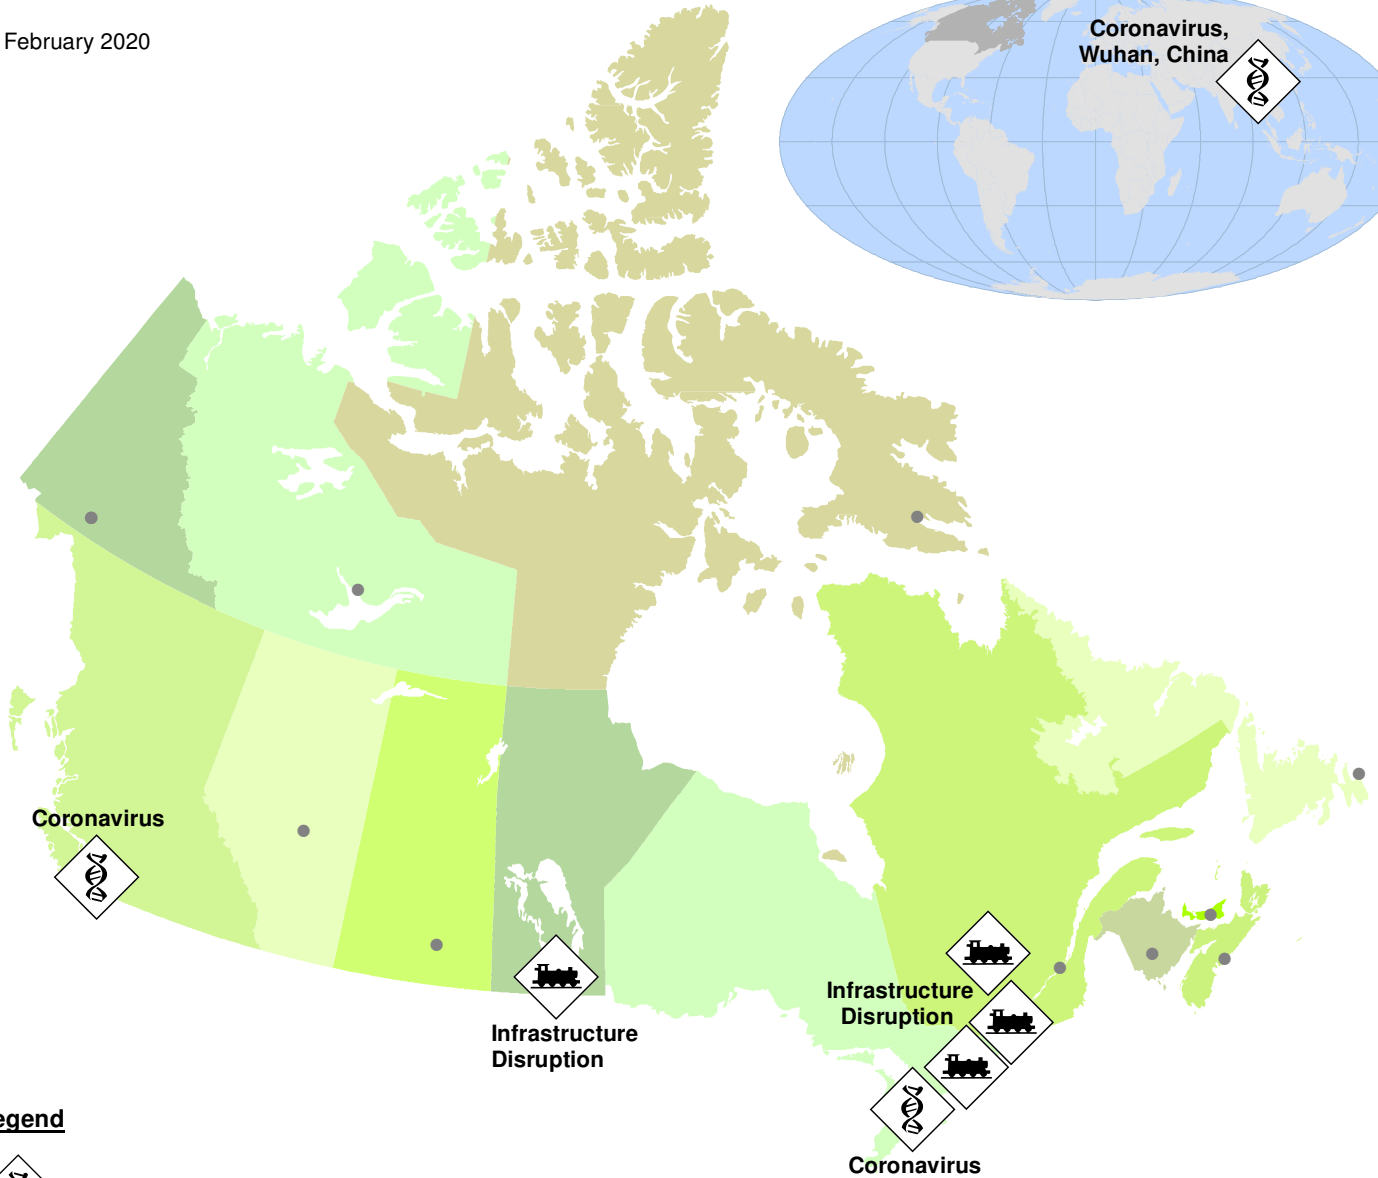 February 2020
Coronavirus,
Wuhan, China
Coronavirus
Infrastructure
Disruption
Infrastructure
Disruption
Coronavirus
egend